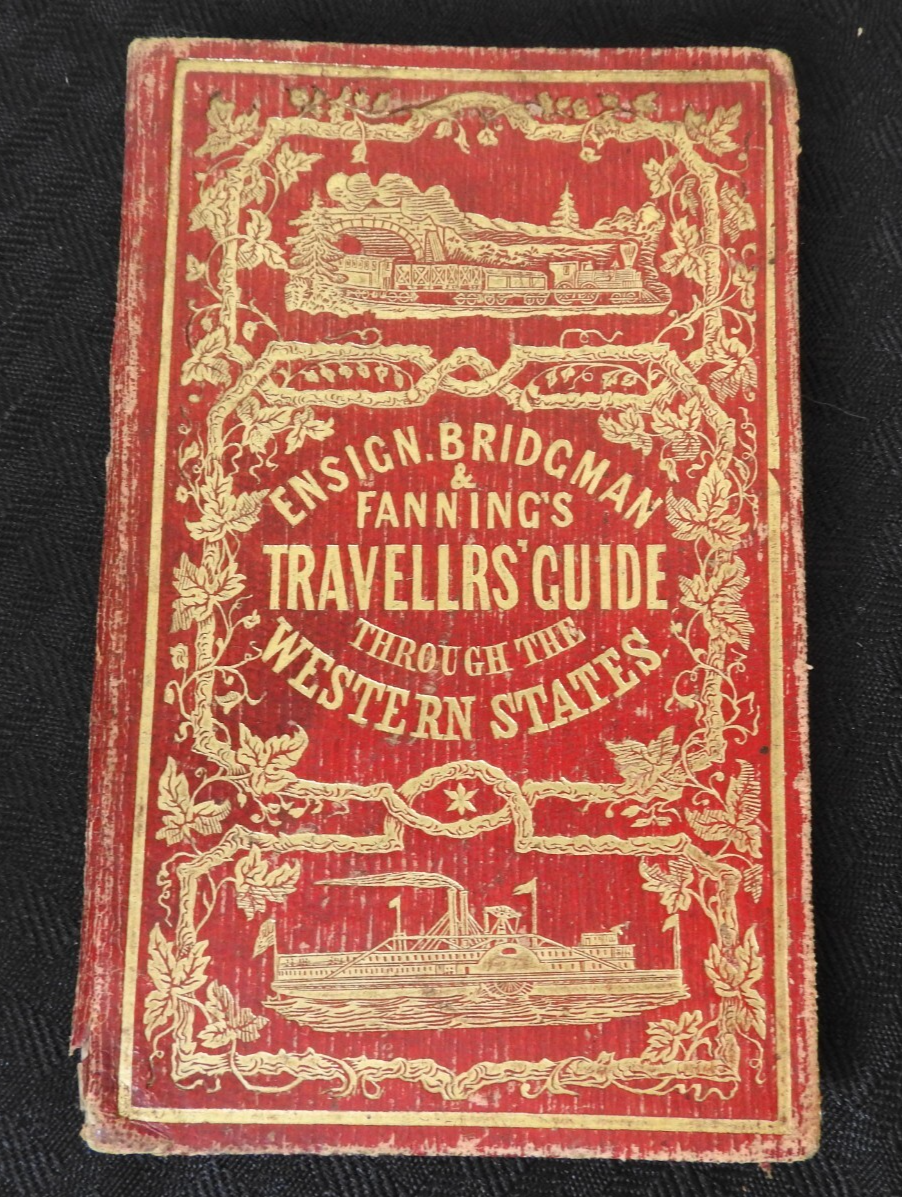 ENSIGN. BRIDGMAN
&
FANNING'S
TRAVELLRS' GUIDE
THROUGH THE
WESTERN STATES.